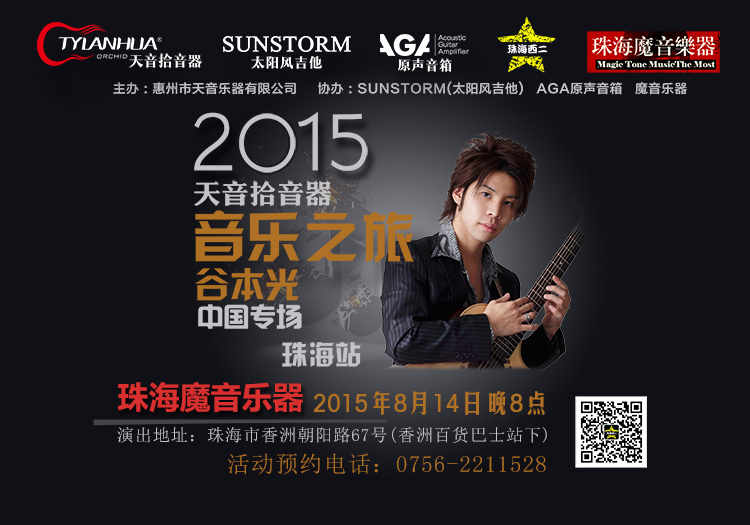 TYLANHUA®
ORCHID
天音拾音器
SUNSTORM
太阳风吉他
AGA Acoustic Guitar Amplifier
原声音箱
珠海西二
珠海魔音樂器
Magic Tone MusicThe Most
主办：惠州市天音乐器有限公司 协办：SUNSTORM(太阳风吉他) AGA原声音箱 魔音乐器
2015
天音拾音器
音乐之旅
谷本光
中国专场
珠海站
珠海魔音乐器 2015年8月14日 晚8点
演出地址：珠海市香洲朝阳路67号(香洲百货巴士站下)
活动预约电话：0756-2211528